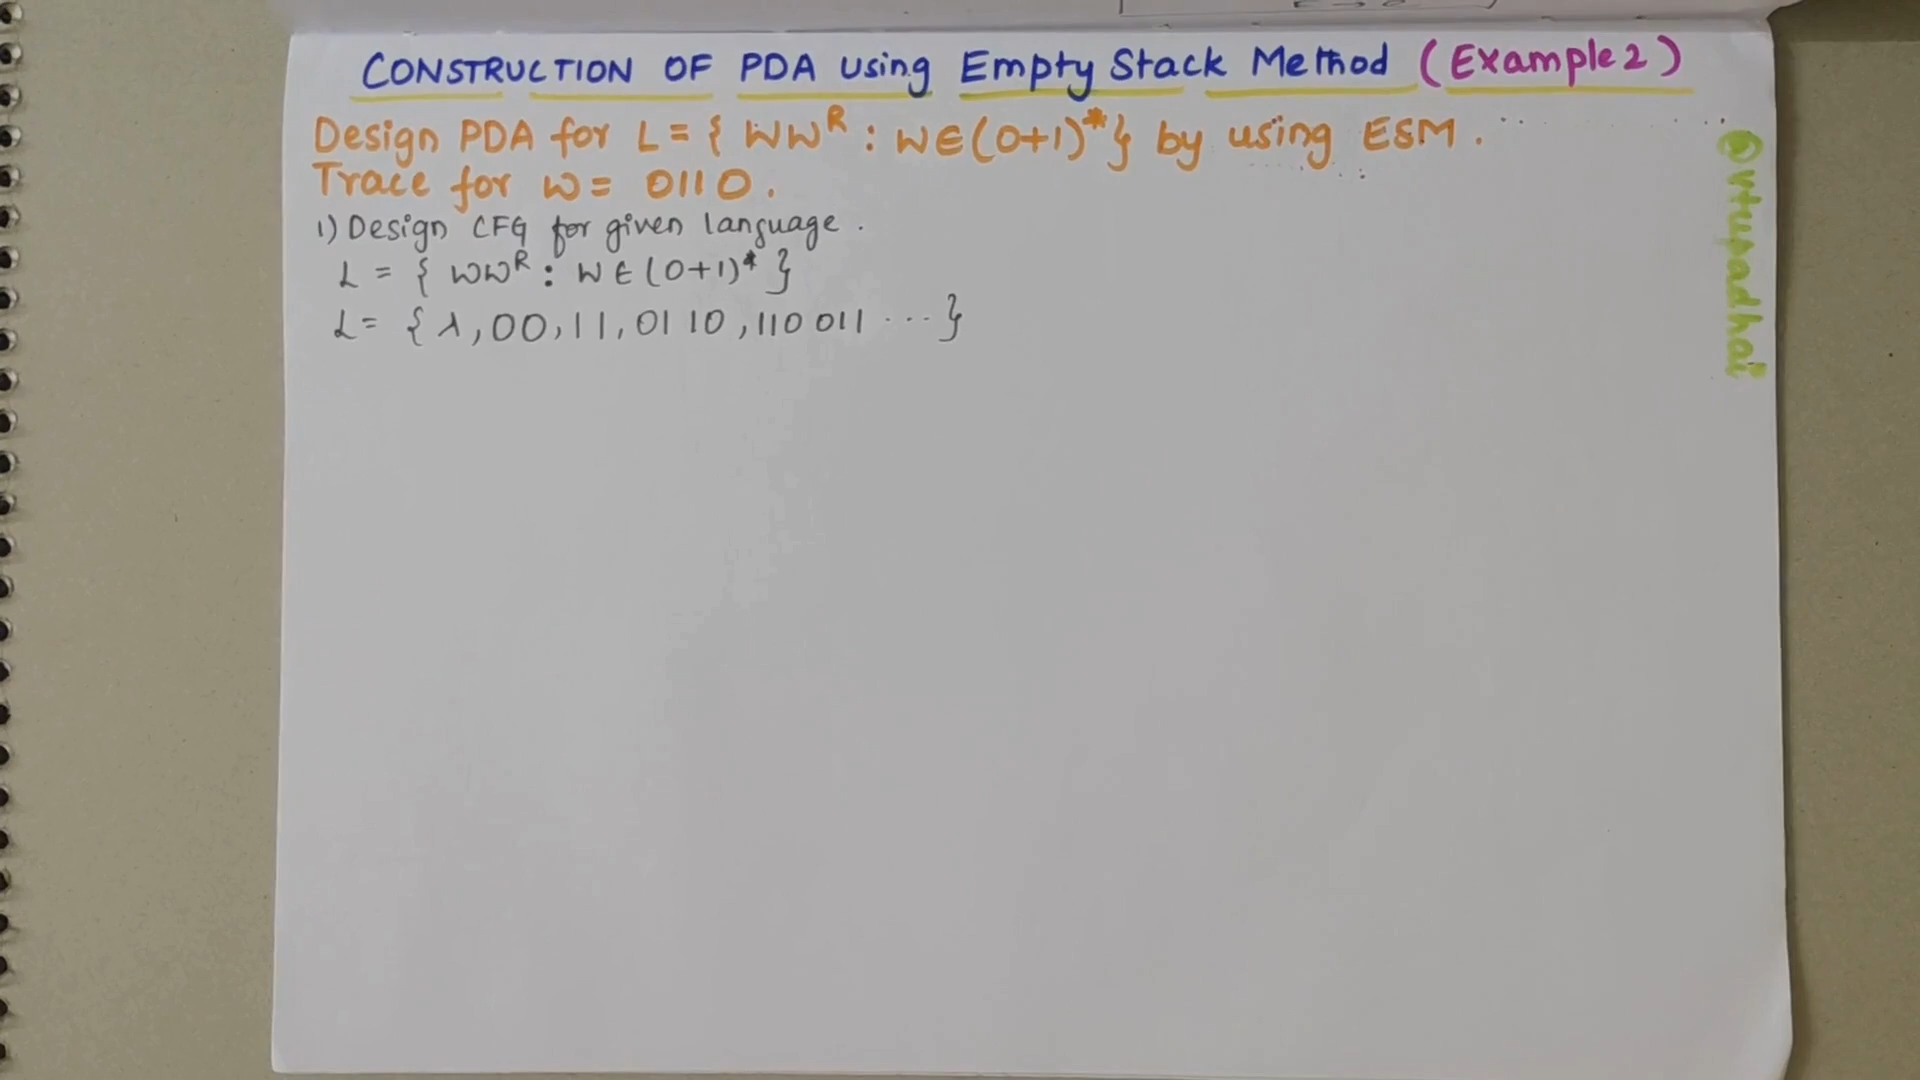 CONSTRUCTION OF PDA using Empty Stack Method (Example 2)
Design PDA for L = { WW^R : W∈(0+1)^* } by using ESM.
Trace for w = 0110.
1) Design CFG for given language.
L = { WW^R : W∈(0+1)^* }
L = { λ, 00, 11, 0110, 110011 ... }
@vtupadhai